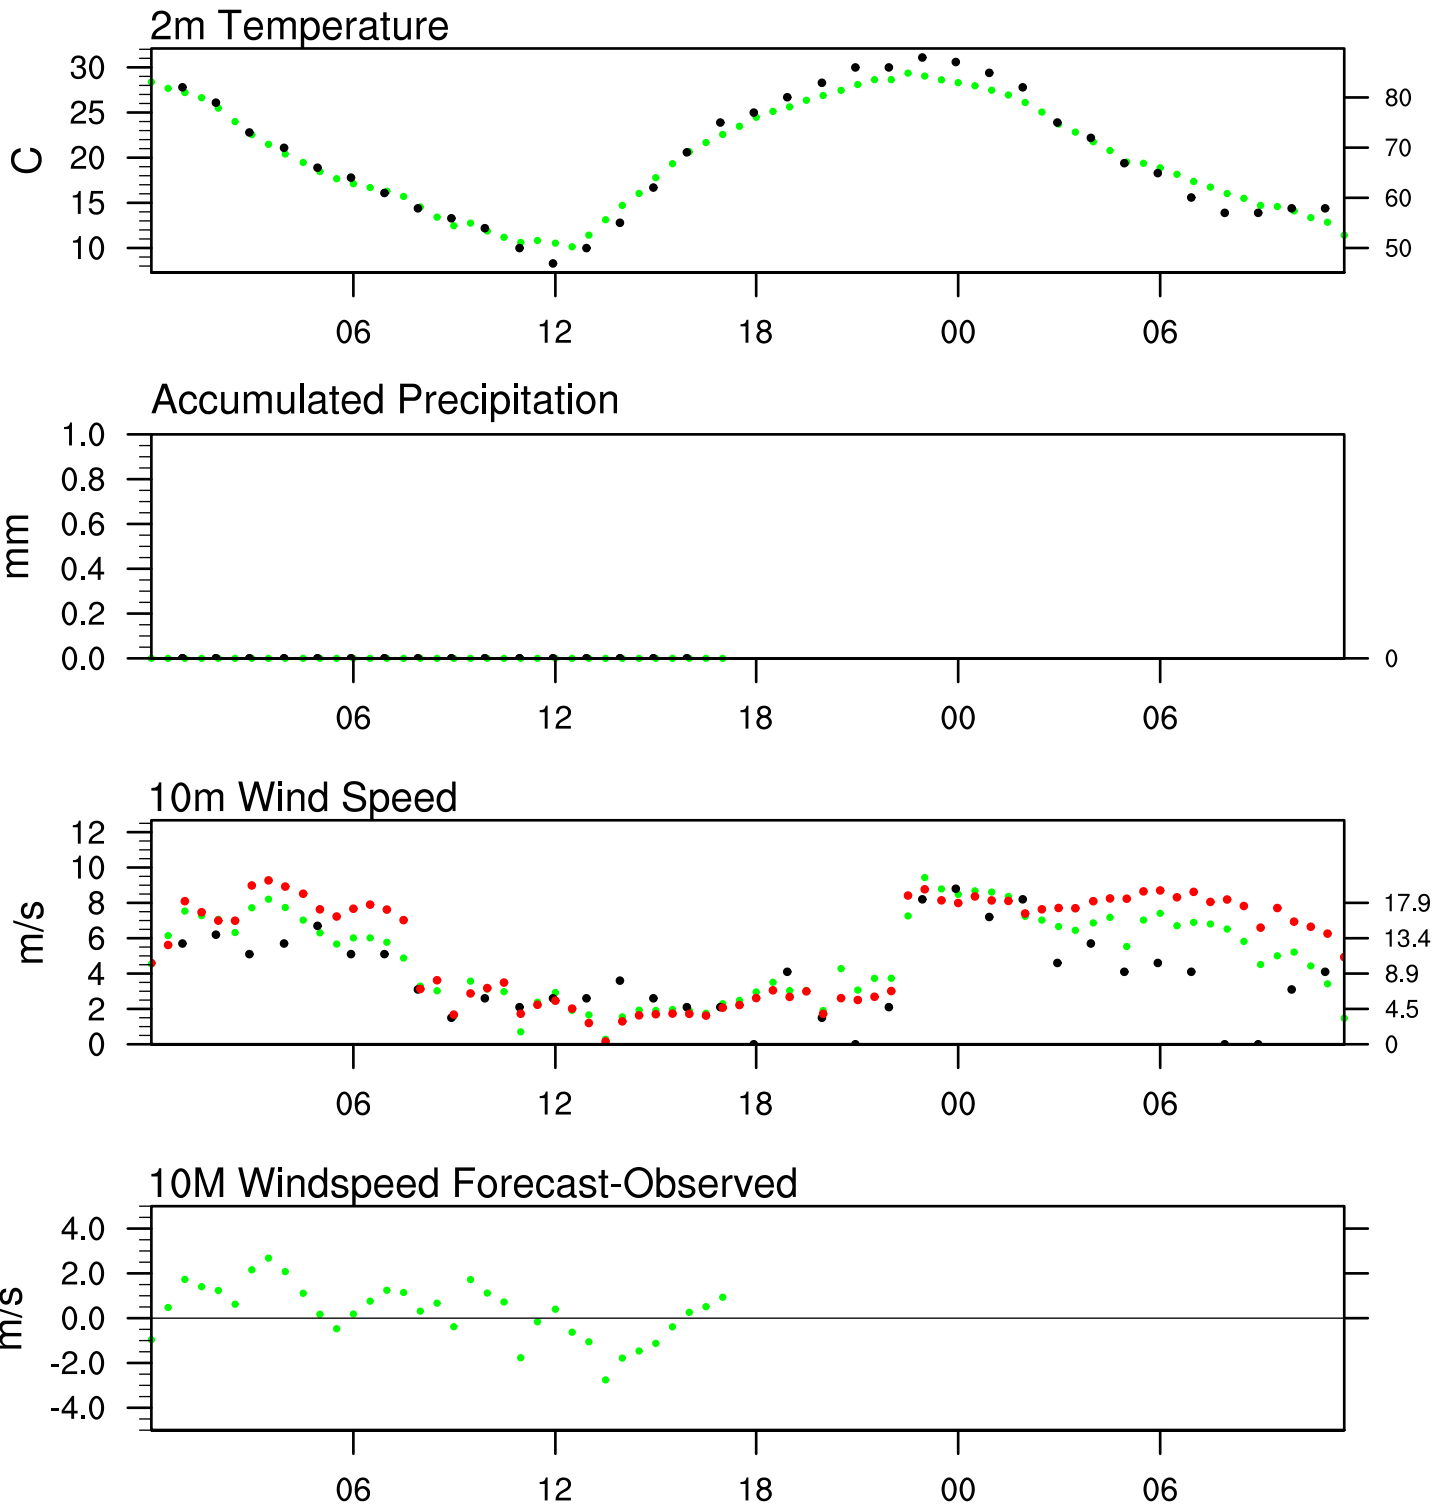 2m Temperature
30
25
20
15
10
C
80
70
60
50
06 12 18 00 06
Accumulated Precipitation
1.0
0.8
0.6
0.4
0.2
0.0
mm
0
06 12 18 00 06
10m Wind Speed
12
10
8
6
4
2
0
m/s
17.9
13.4
8.9
4.5
0
06 12 18 00 06
10M Windspeed Forecast-Observed
4.0
2.0
0.0
-2.0
-4.0
m/s
06 12 18 00 06